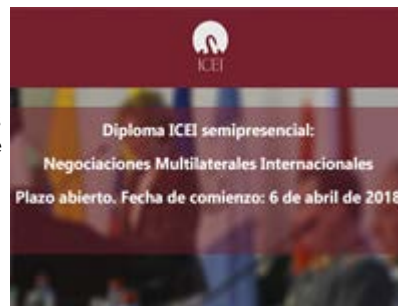 ICEI
Diploma ICEI semipresencial:
Negociaciones Multilaterales Internacionales
Plazo abierto. Fecha de comienzo: 6 de abril de 2018